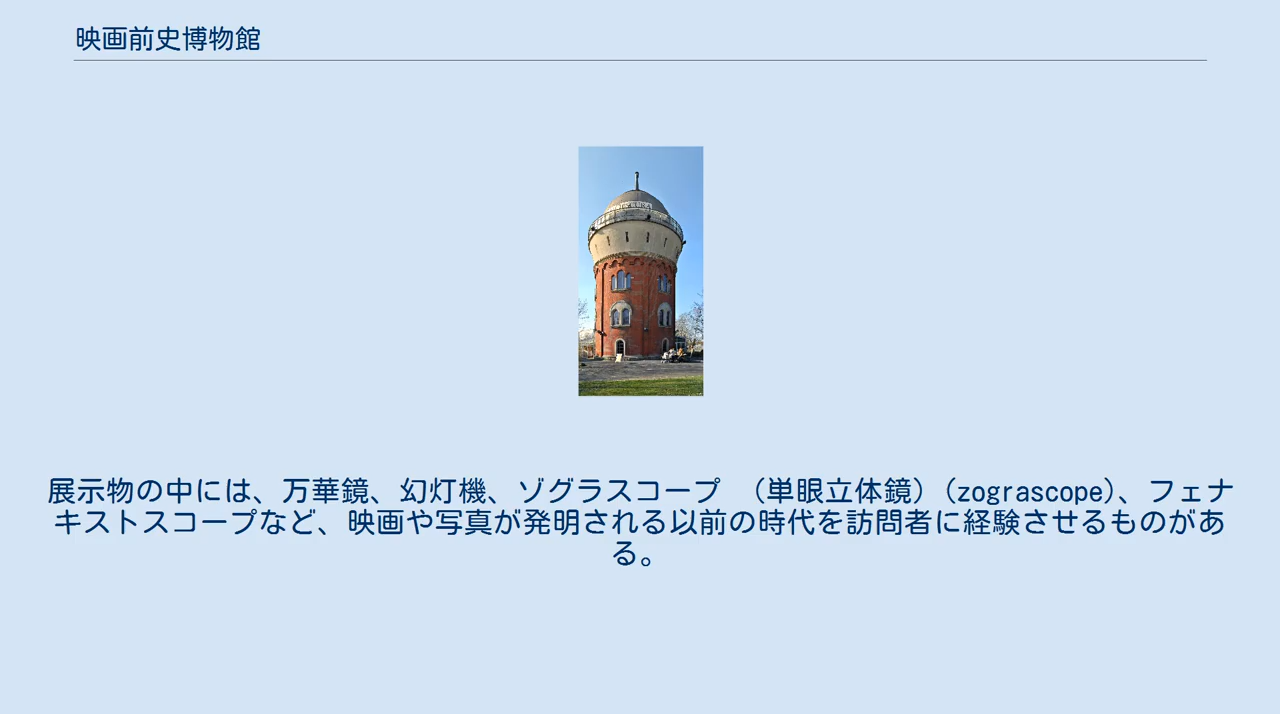 映画前史博物館
展示物の中には、万華鏡、幻灯機、ゾグラスコープ （単眼立体鏡）(zograscope)、フェナ
キストスコープなど、映画や写真が発明される以前の時代を訪問者に経験させるものがあ
る。